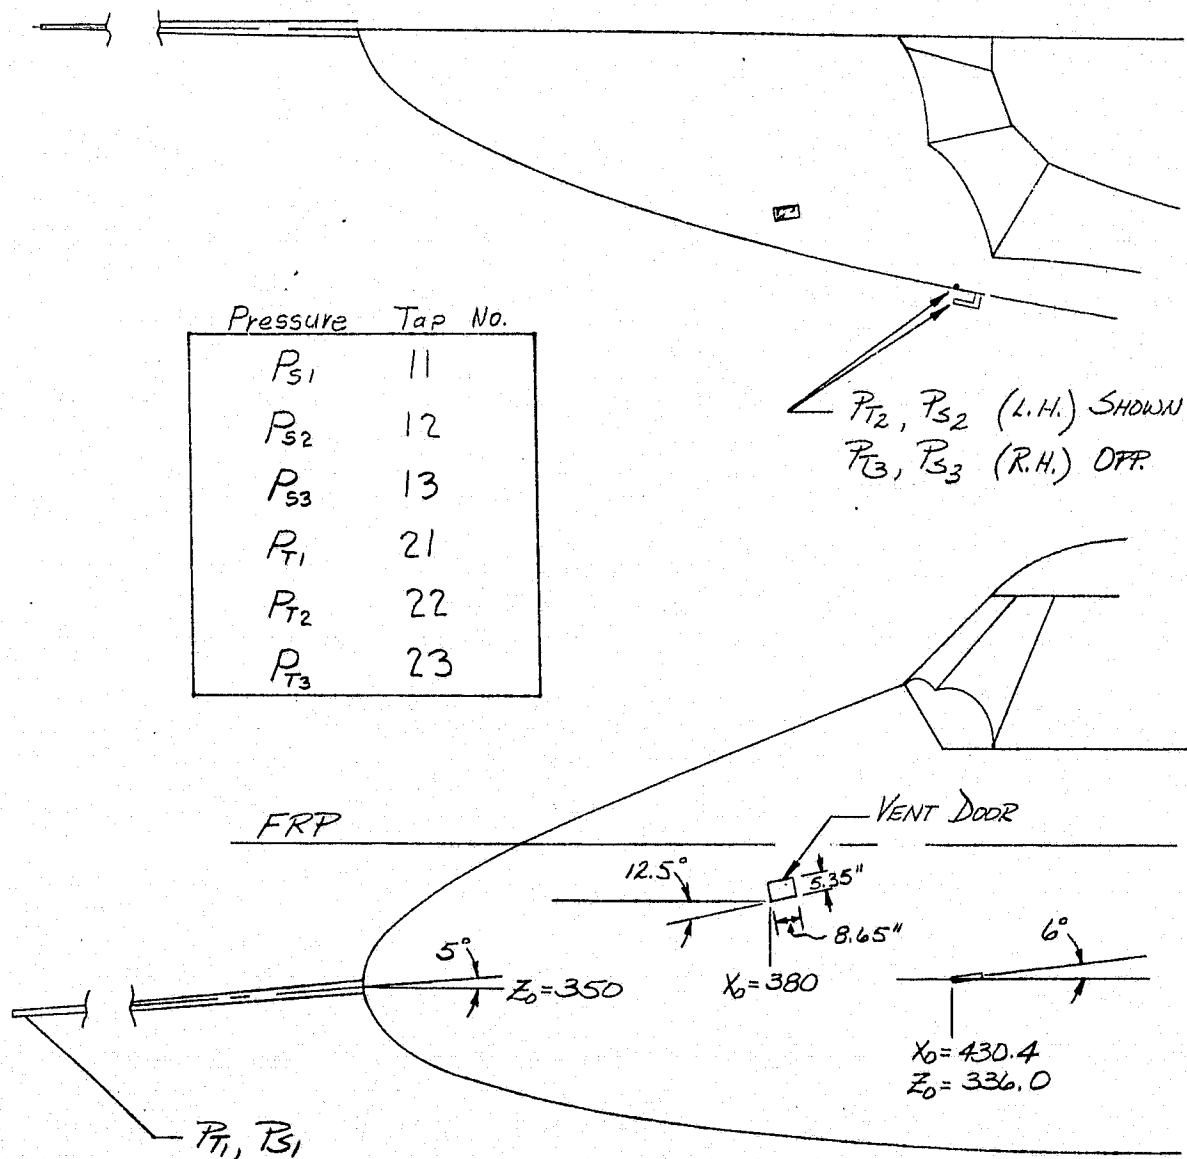 Pressure Tap No.
PS1 11
PS2 12
PS3 13
PT1 21
PT2 22
PT3 23
PT2, PS2 (L.H.) SHOWN
PT3, PS3 (R.H.) OPP.
FRP
VENT DOOR
12.5°
5.35"
8.65"
5°
Z₀=350
X₀=380
6°
X₀=430.4
Z₀=336.0
PT1, PS1